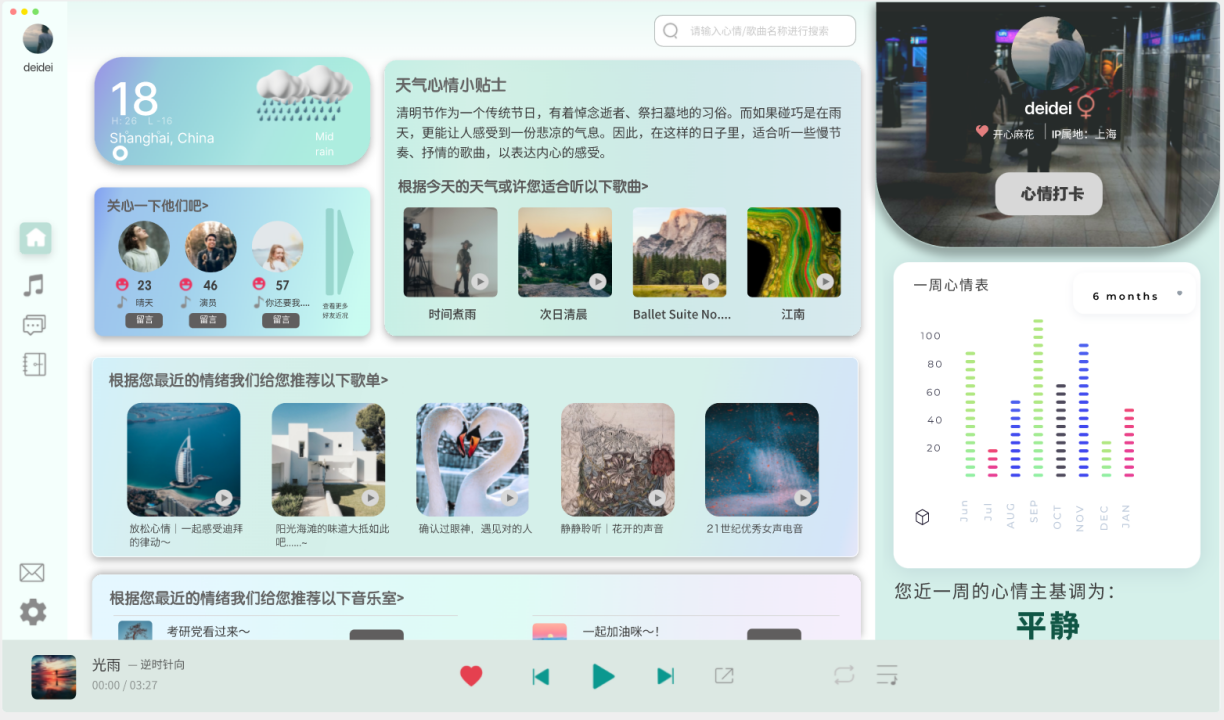 deidei
请输入心情/歌曲名称进行搜索
18
H:26 L-16
Shanghai, China
Mid
rain
天气心情小贴士
清明节作为一个传统节日，有着悼念逝者、祭扫墓地的习俗。而如果碰巧是在雨
天，更能让人感受到一份悲凉的气息。因此，在这样的日子里，适合听一些慢节
奏、抒情的歌曲，以表达内心的感受。
根据今天的天气或许您适合听以下歌曲>
时间煮雨
次日清晨
Ballet Suite No....
江南
关心一下他们吧>
23
46
57
晴天
演员
你还要我....
留言
留言
留言
查看更多
好友近况
根据您最近的情绪我们给您推荐以下歌单>
放松心情｜一起感受迪拜
的律动～
阳光海滩的味道大抵如此
吧......~
确认过眼神，遇见对的人
静静聆听｜花开的声音
21世纪优秀女声电音
根据您最近的情绪我们给您推荐以下音乐室>
考研党看过来～
一起加油咪～！
deidei
开心麻花
IP属地：上海
心情打卡
一周心情表
6 months
100
80
60
40
20
Jun
Jul
AUG
SEP
OCT
NOV
DEC
JAN
您近一周的心情主基调为：
平静
光雨 — 逆时针向
00:00 / 03:27